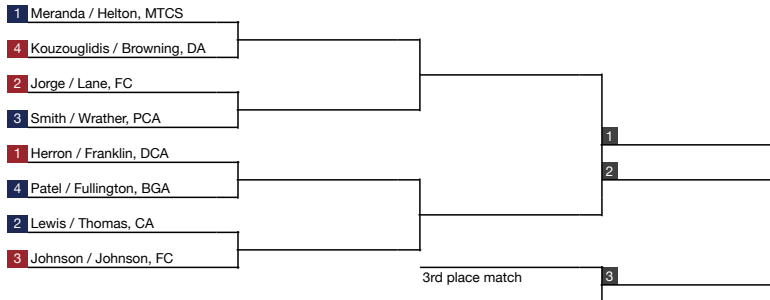 1 Meranda / Helton, MTCS
4 Kouzouglidis / Browning, DA
2 Jorge / Lane, FC
3 Smith / Wrather, PCA
1
1 Herron / Franklin, DCA
2
4 Patel / Fullington, BGA
2 Lewis / Thomas, CA
3 Johnson / Johnson, FC
3rd place match
3